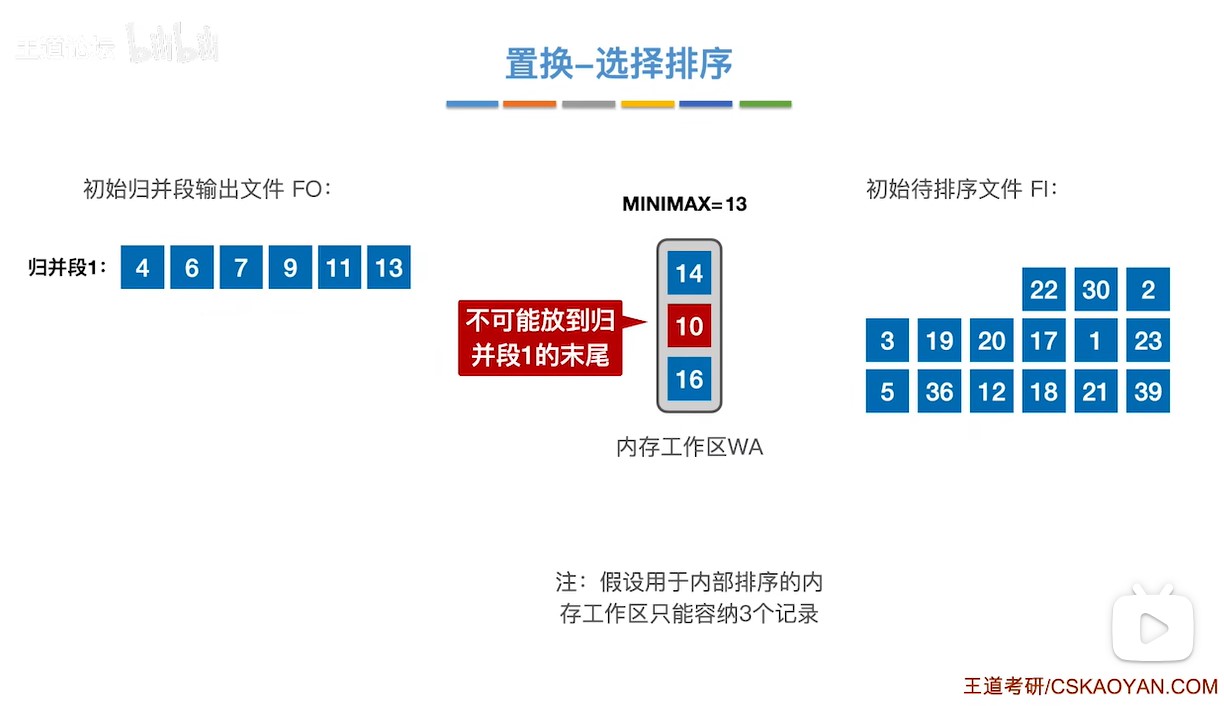 王道论坛 bilibili
置换–选择排序
初始归并段输出文件 FO：
MINIMAX=13
初始待排序文件 FI：
归并段1： 4 6 7 9 11 13
14
不可能放到归
并段1的末尾
10
16
内存工作区WA
22 30 2
3 19 20 17 1 23
5 36 12 18 21 39
注：假设用于内部排序的内
存工作区只能容纳3个记录
王道考研/CSKAOYAN.COM